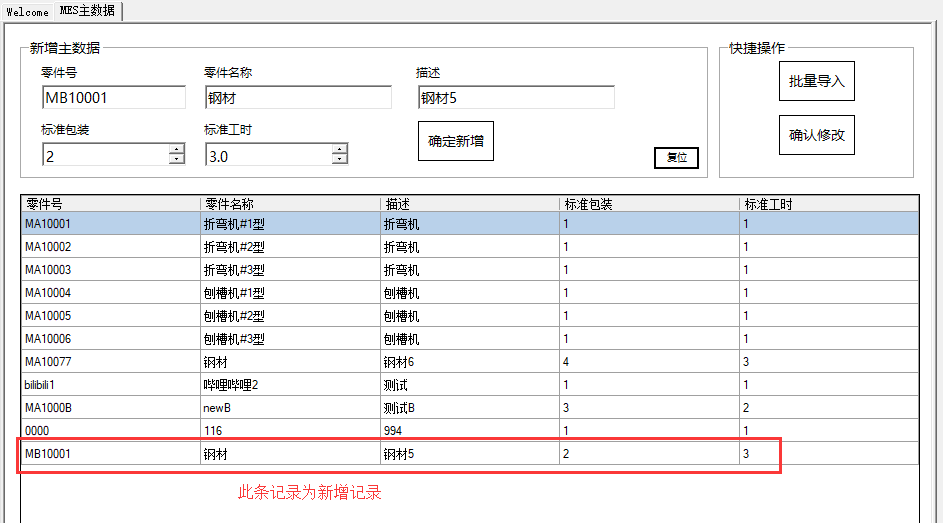 Welcome MES主数据
新增主数据 快捷操作
零件号 零件名称 描述
MB10001 钢材 钢材5 批量导入
标准包装 标准工时
2 3.0 确定新增 确认修改
复位
零件号 零件名称 描述 标准包装 标准工时
MA10001 折弯机#1型 折弯机 1 1
MA10002 折弯机#2型 折弯机 1 1
MA10003 折弯机#3型 折弯机 1 1
MA10004 刨槽机#1型 刨槽机 1 1
MA10005 刨槽机#2型 刨槽机 1 1
MA10006 刨槽机#3型 刨槽机 1 1
MA10077 钢材 钢材6 4 3
bilibili1 哔哩哔哩2 测试 1 1
MA1000B newB 测试B 3 2
0000 116 994 1 1
MB10001 钢材 钢材5 2 3
此条记录为新增记录